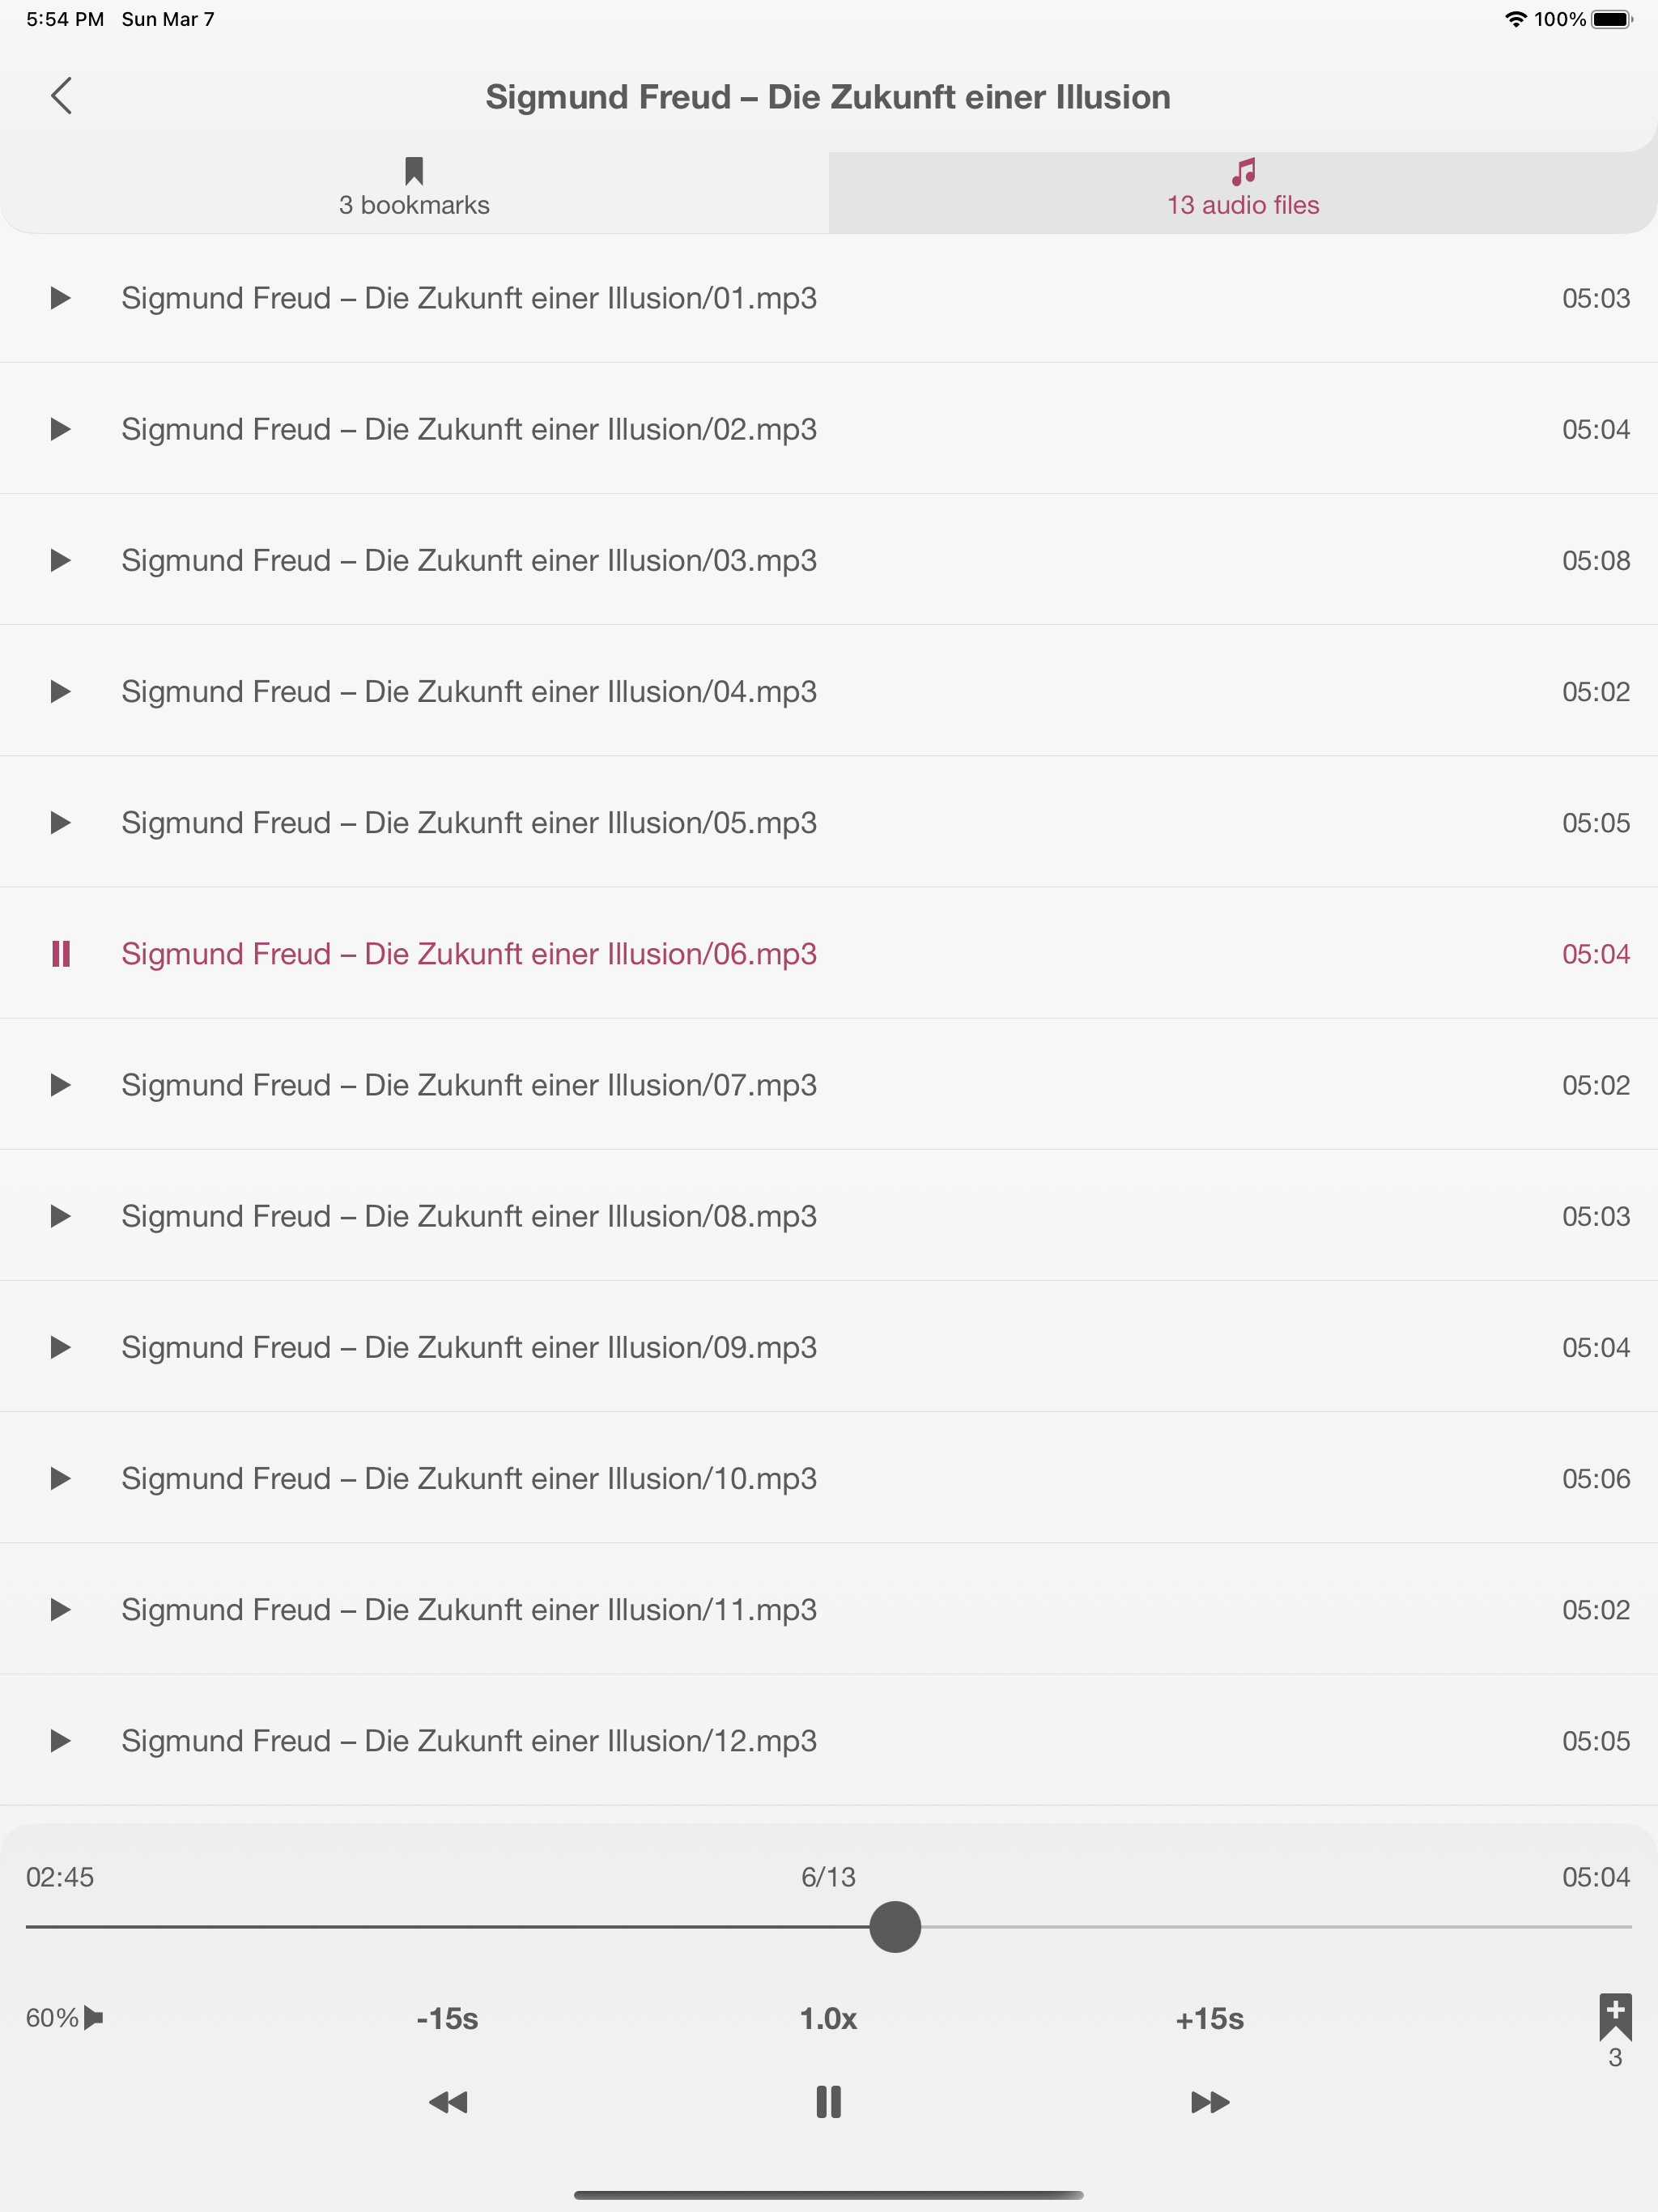 5:54 PM Sun Mar 7 100%
Sigmund Freud – Die Zukunft einer Illusion
3 bookmarks 13 audio files
Sigmund Freud – Die Zukunft einer Illusion/01.mp3 05:03
Sigmund Freud – Die Zukunft einer Illusion/02.mp3 05:04
Sigmund Freud – Die Zukunft einer Illusion/03.mp3 05:08
Sigmund Freud – Die Zukunft einer Illusion/04.mp3 05:02
Sigmund Freud – Die Zukunft einer Illusion/05.mp3 05:05
Sigmund Freud – Die Zukunft einer Illusion/06.mp3 05:04
Sigmund Freud – Die Zukunft einer Illusion/07.mp3 05:02
Sigmund Freud – Die Zukunft einer Illusion/08.mp3 05:03
Sigmund Freud – Die Zukunft einer Illusion/09.mp3 05:04
Sigmund Freud – Die Zukunft einer Illusion/10.mp3 05:06
Sigmund Freud – Die Zukunft einer Illusion/11.mp3 05:02
Sigmund Freud – Die Zukunft einer Illusion/12.mp3 05:05
02:45 6/13 05:04
60% -15s 1.0x +15s
3